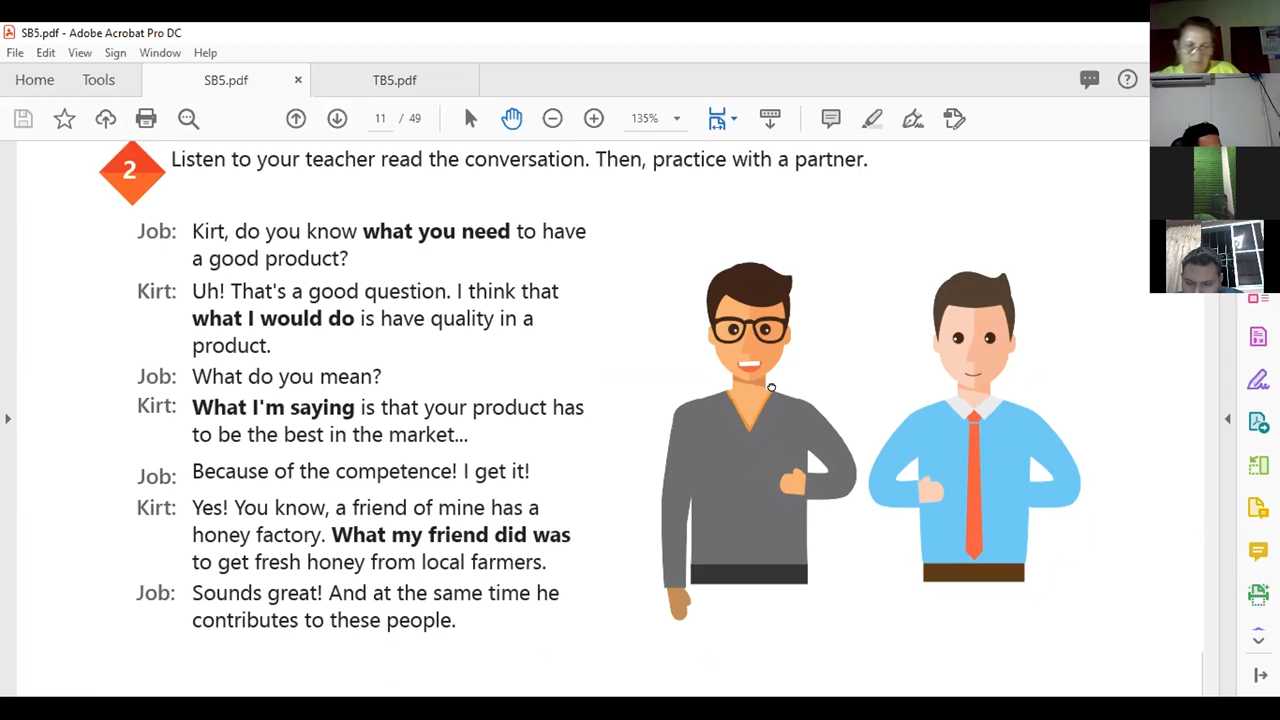 SB5.pdf - Adobe Acrobat Pro DC
File Edit View Sign Window Help
Home Tools SB5.pdf × TB5.pdf
11 / 49 135%
2 Listen to your teacher read the conversation. Then, practice with a partner.
Job: Kirt, do you know what you need to have
a good product?
Kirt: Uh! That's a good question. I think that
what I would do is have quality in a
product.
Job: What do you mean?
Kirt: What I'm saying is that your product has
to be the best in the market...
Job: Because of the competence! I get it!
Kirt: Yes! You know, a friend of mine has a
honey factory. What my friend did was
to get fresh honey from local farmers.
Job: Sounds great! And at the same time he
contributes to these people.